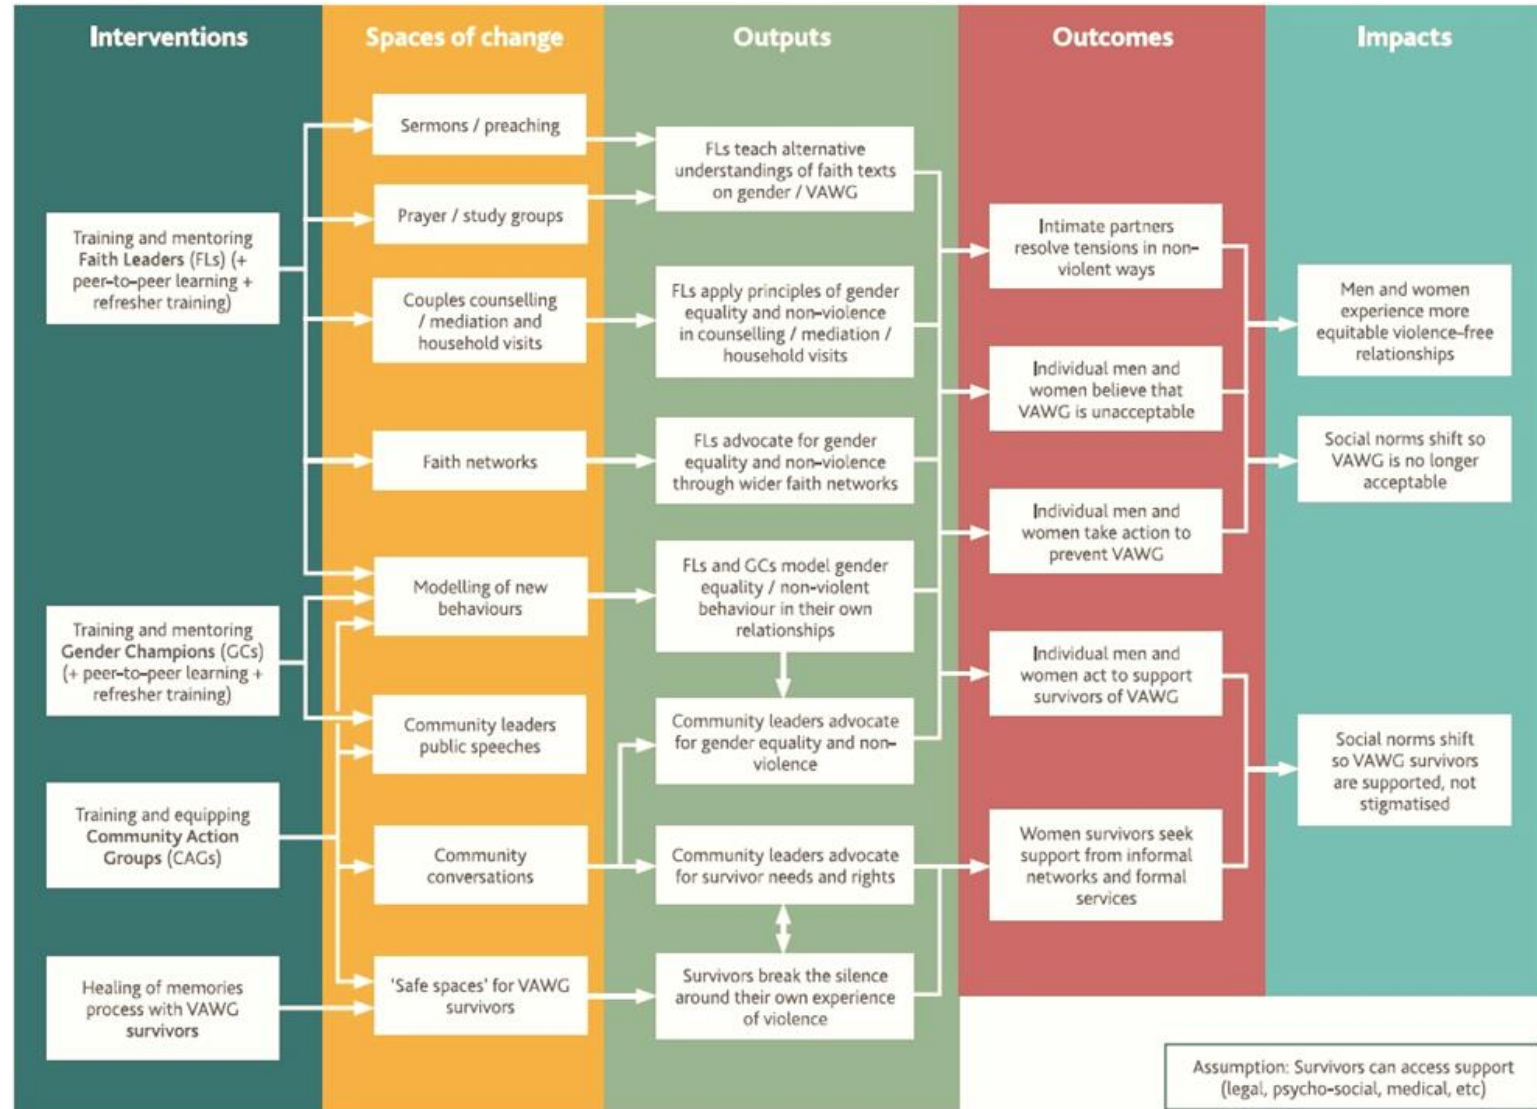 Interventions
Spaces of change
Outputs
Outcomes
Impacts
Training and mentoring
Faith Leaders (FLs) (+
peer-to-peer learning +
refresher training)
Training and mentoring
Gender Champions (GCs)
(+ peer-to-peer learning +
refresher training)
Training and equipping
Community Action
Groups (CAGs)
Healing of memories
process with VAWG
survivors
Sermons / preaching
Prayer / study groups
Couples counselling
/ mediation and
household visits
Faith networks
Modelling of new
behaviours
Community leaders
public speeches
Community
conversations
'Safe spaces' for VAWG
survivors
FLs teach alternative
understandings of faith texts
on gender / VAWG
FLs apply principles of gender
equality and non-violence
in counselling / mediation /
household visits
FLs advocate for gender
equality and non-violence
through wider faith networks
FLs and GCs model gender
equality / non-violent
behaviour in their own
relationships
Community leaders advocate
for gender equality and non-
violence
Community leaders advocate
for survivor needs and rights
Survivors break the silence
around their own experience
of violence
Intimate partners
resolve tensions in non-
violent ways
Individual men and
women believe that
VAWG is unacceptable
Individual men and
women take action to
prevent VAWG
Individual men and
women act to support
survivors of VAWG
Women survivors seek
support from informal
networks and formal
services
Men and women
experience more
equitable violence-free
relationships
Social norms shift so
VAWG is no longer
acceptable
Social norms shift
so VAWG survivors
are supported, not
stigmatised
Assumption: Survivors can access support
(legal, psycho-social, medical, etc)